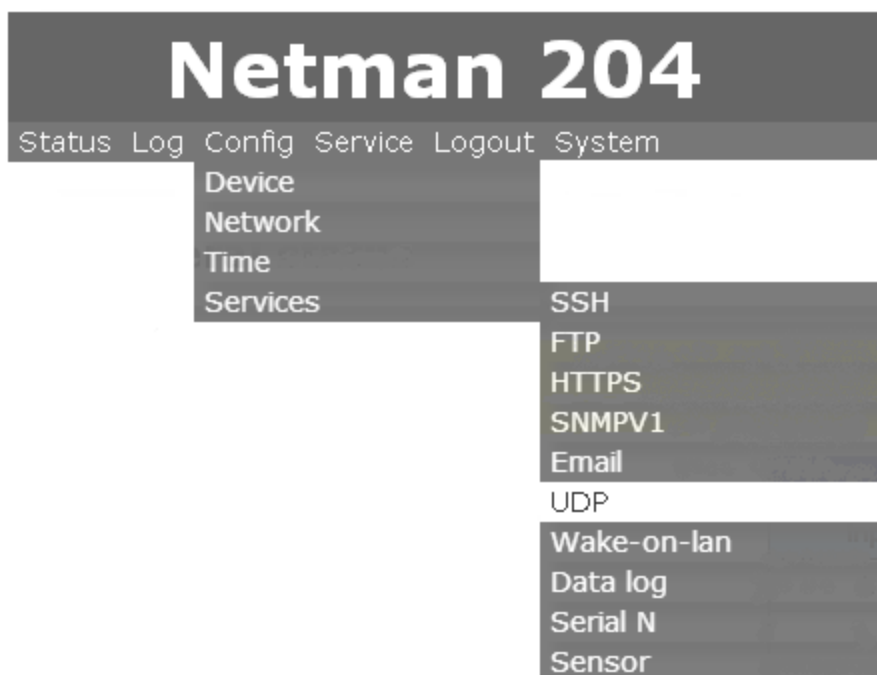 Netman 204
Status Log Config Service Logout System
Device
Network
Time
Services SSH
FTP
HTTPS
SNMPV1
Email
UDP
Wake-on-lan
Data log
Serial N
Sensor